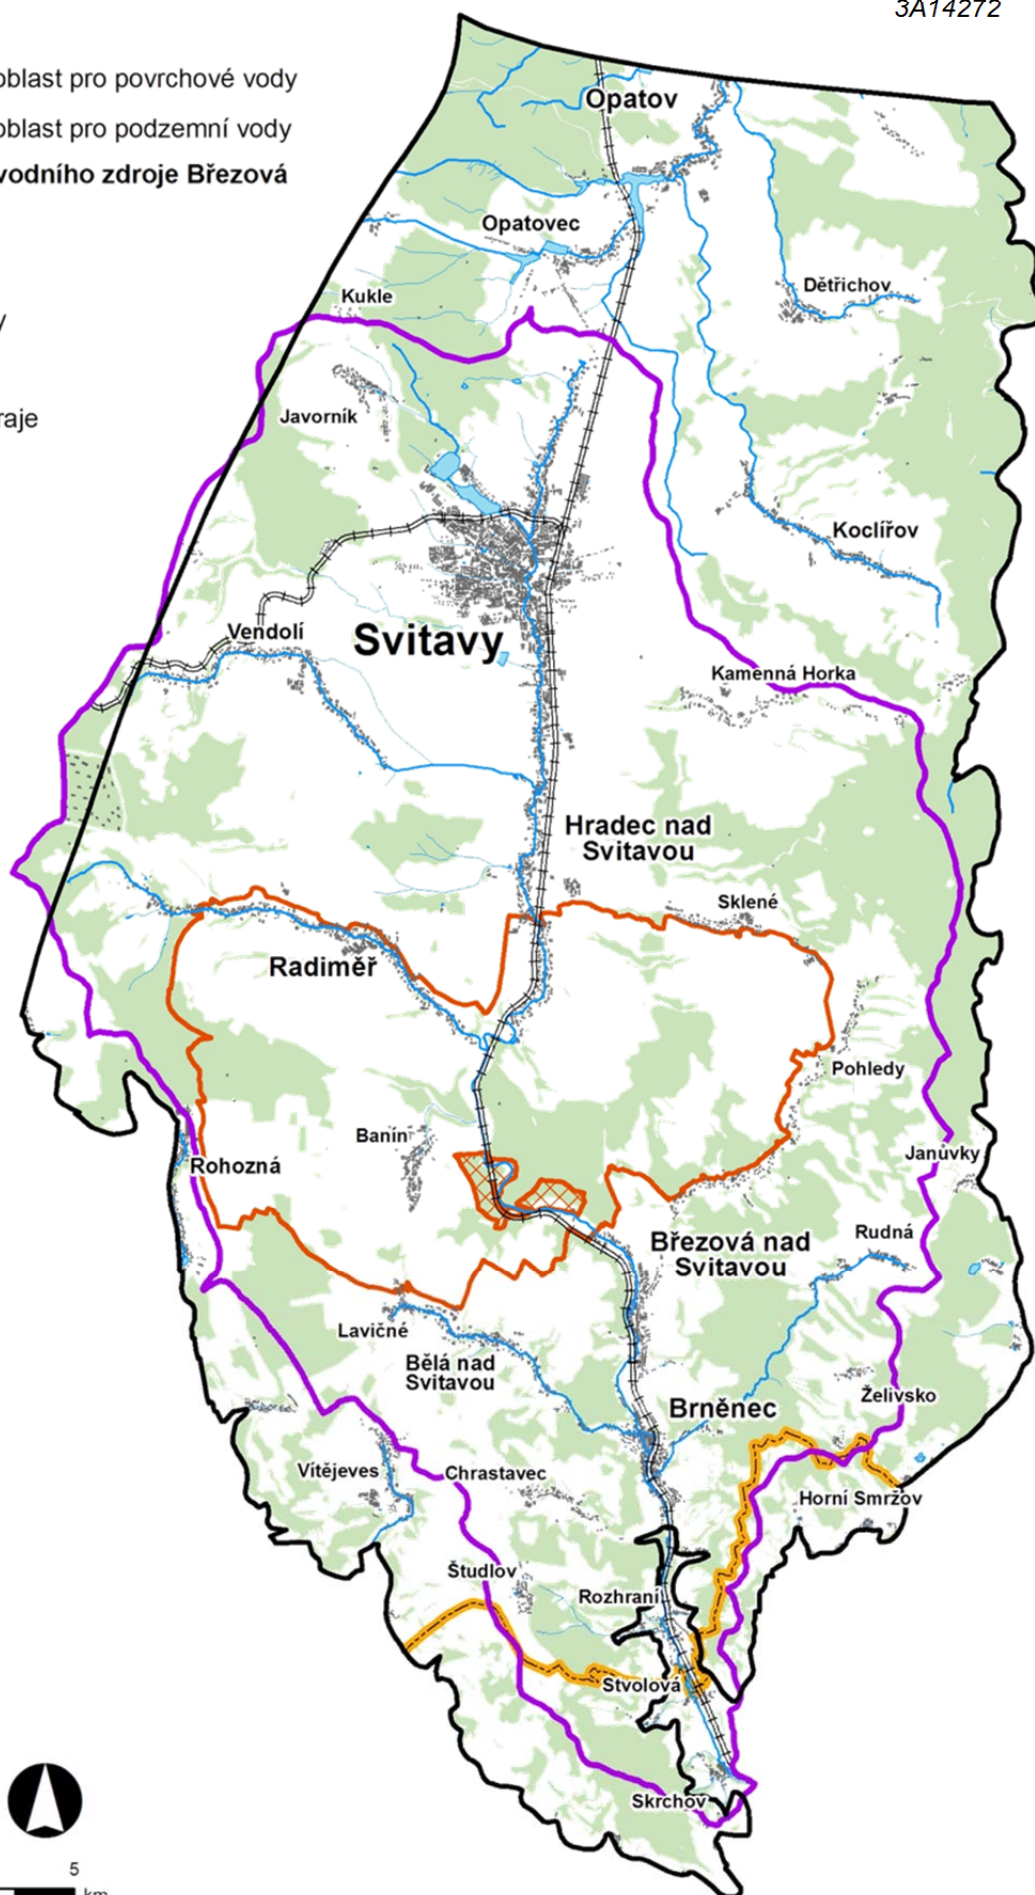 3A14272
oblast pro povrchové vody
oblast pro podzemní vody
vodního zdroje Březová
y
raje
Opatov
Opatovec
Dětřichov
Kukle
Javorník
Koclířov
Vendolí
Svitavy
Kamenná Horka
Hradec nad
Svitavou
Sklené
Radiměř
Pohledy
Banín
Janůvky
Rohozná
Rudná
Březová nad
Svitavou
Lavičné
Bělá nad
Svitavou
Želivsko
Brněnec
Vítějeves
Chrastavec
Horní Smržov
Študlov
Rozhraní
Stvolová
Skrchov
5
km